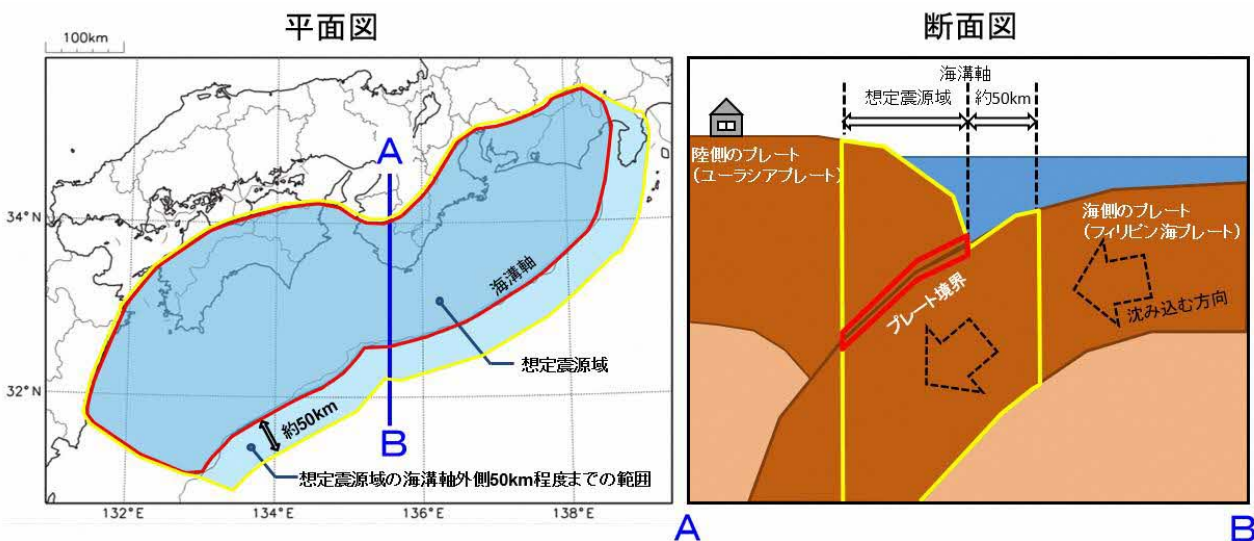 平面図
100km
34°N
32°N
132°E
134°E
136°E
138°E
A
B
海溝軸
想定震源域
約50km
想定震源域の海溝軸外側50km程度までの範囲
断面図
海溝軸
想定震源域
約50km
陸側のプレート
(ユーラシアプレート)
海側のプレート
(フィリピン海プレート)
プレート境界
沈み込む方向
A
B